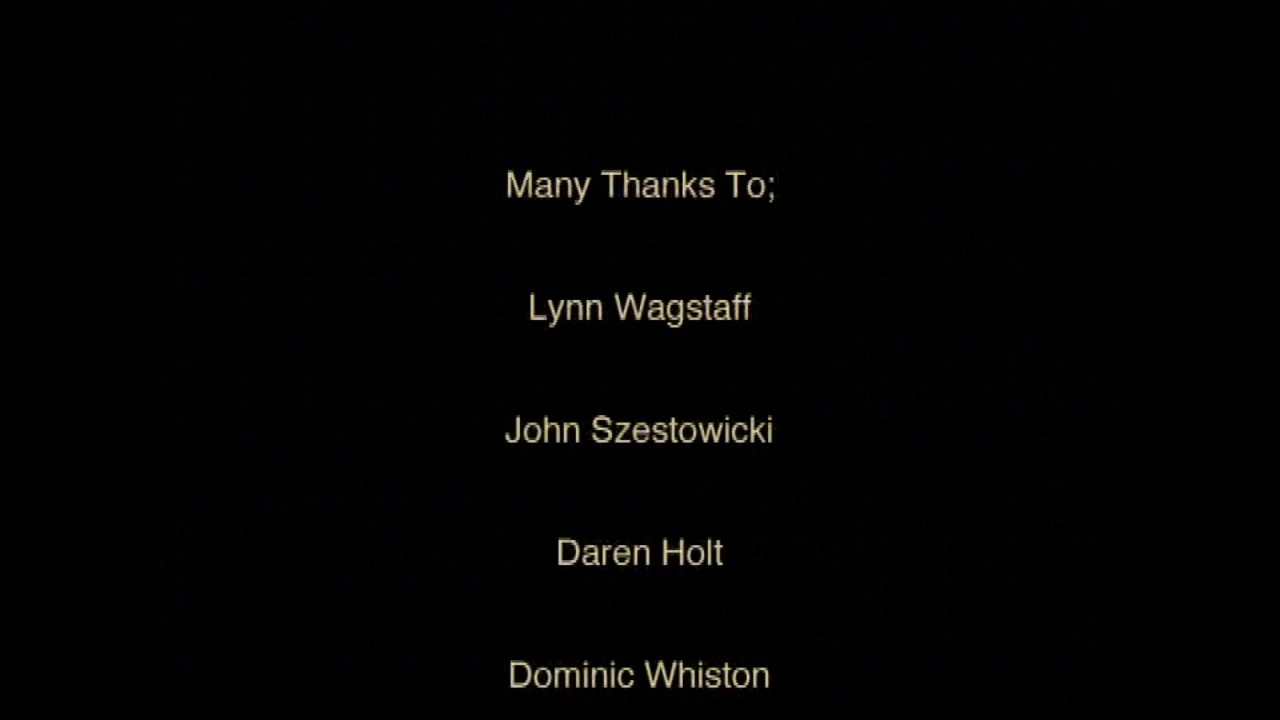 Many Thanks To;
Lynn Wagstaff
John Szestowicki
Daren Holt
Dominic Whiston